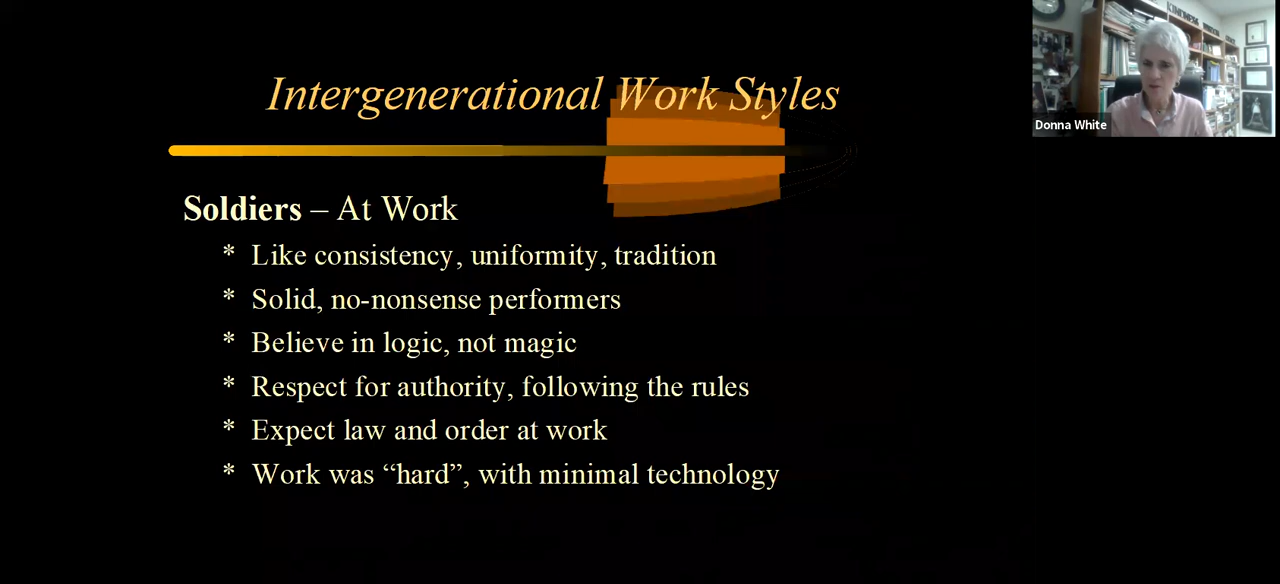 Intergenerational Work Styles
Soldiers – At Work
* Like consistency, uniformity, tradition
* Solid, no-nonsense performers
* Believe in logic, not magic
* Respect for authority, following the rules
* Expect law and order at work
* Work was “hard”, with minimal technology
KINDNESS
Donna White